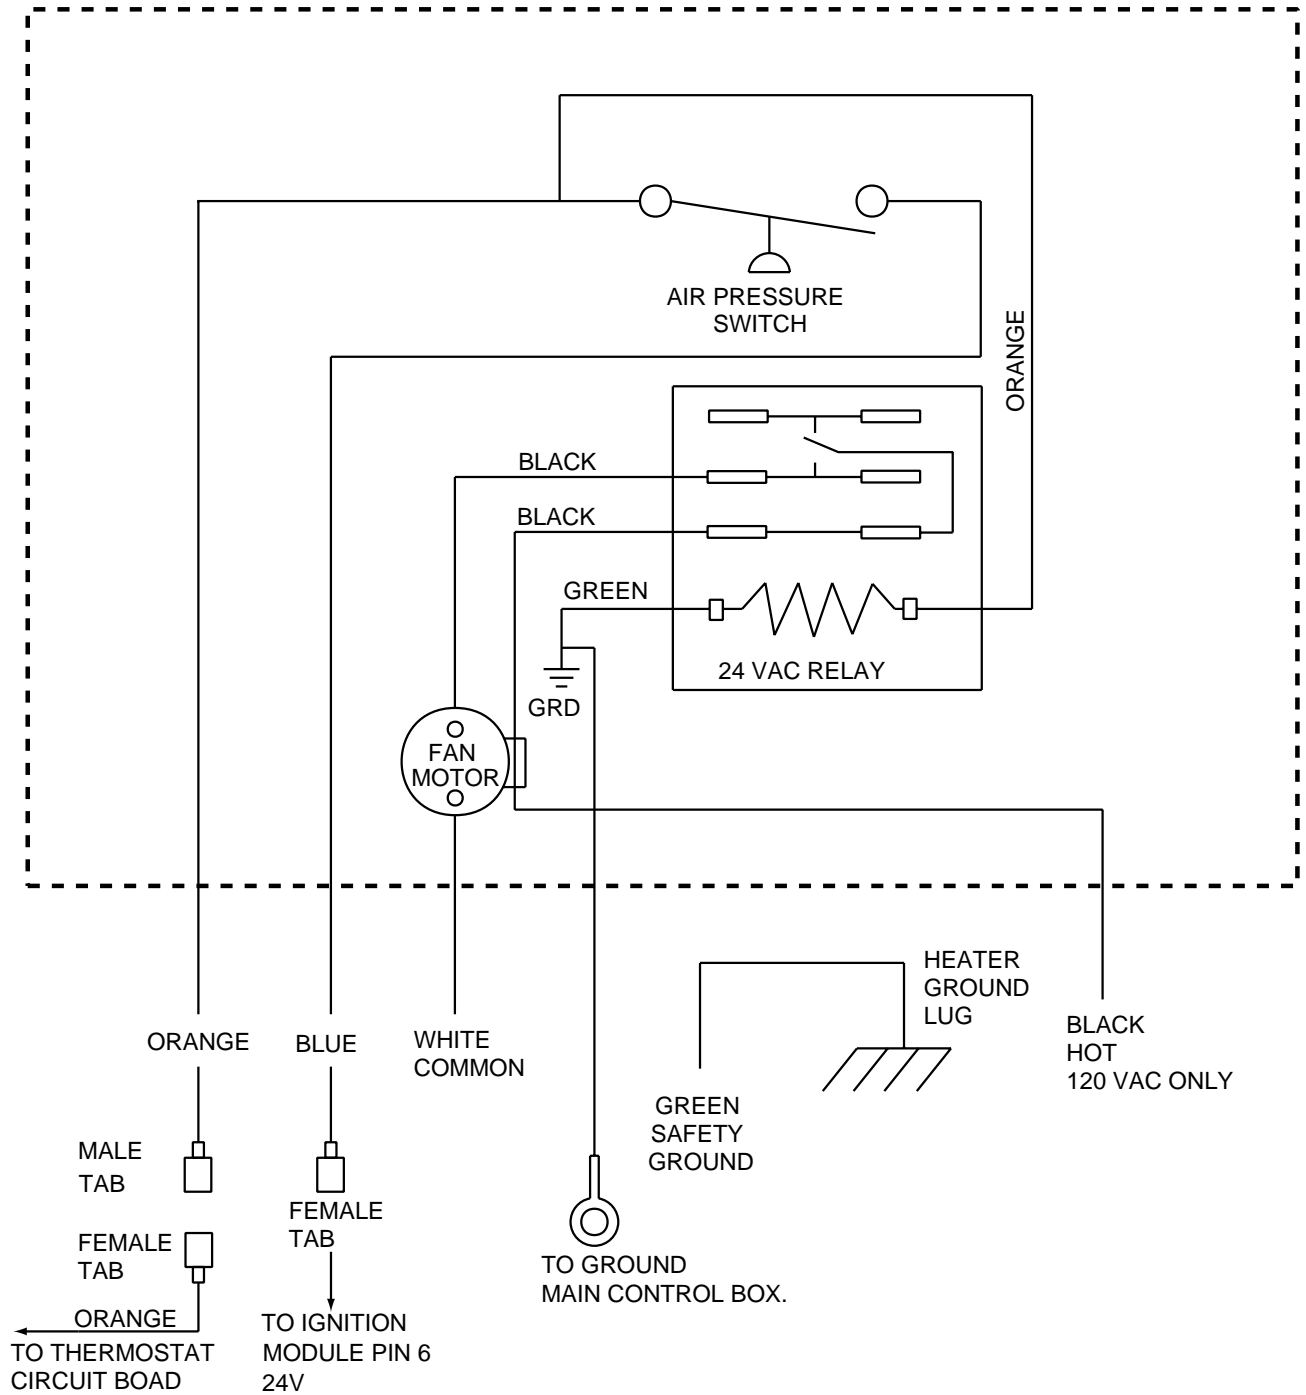 AIR PRESSURE
SWITCH
ORANGE
BLACK
BLACK
GREEN
24 VAC RELAY
GRD
FAN
MOTOR
HEATER
GROUND
LUG
BLACK
HOT
120 VAC ONLY
ORANGE
BLUE
WHITE
COMMON
GREEN
SAFETY
GROUND
MALE
TAB
FEMALE
TAB
FEMALE
TAB
ORANGE
TO THERMOSTAT
CIRCUIT BOAD
TO IGNITION
MODULE PIN 6
24V
TO GROUND
MAIN CONTROL BOX.